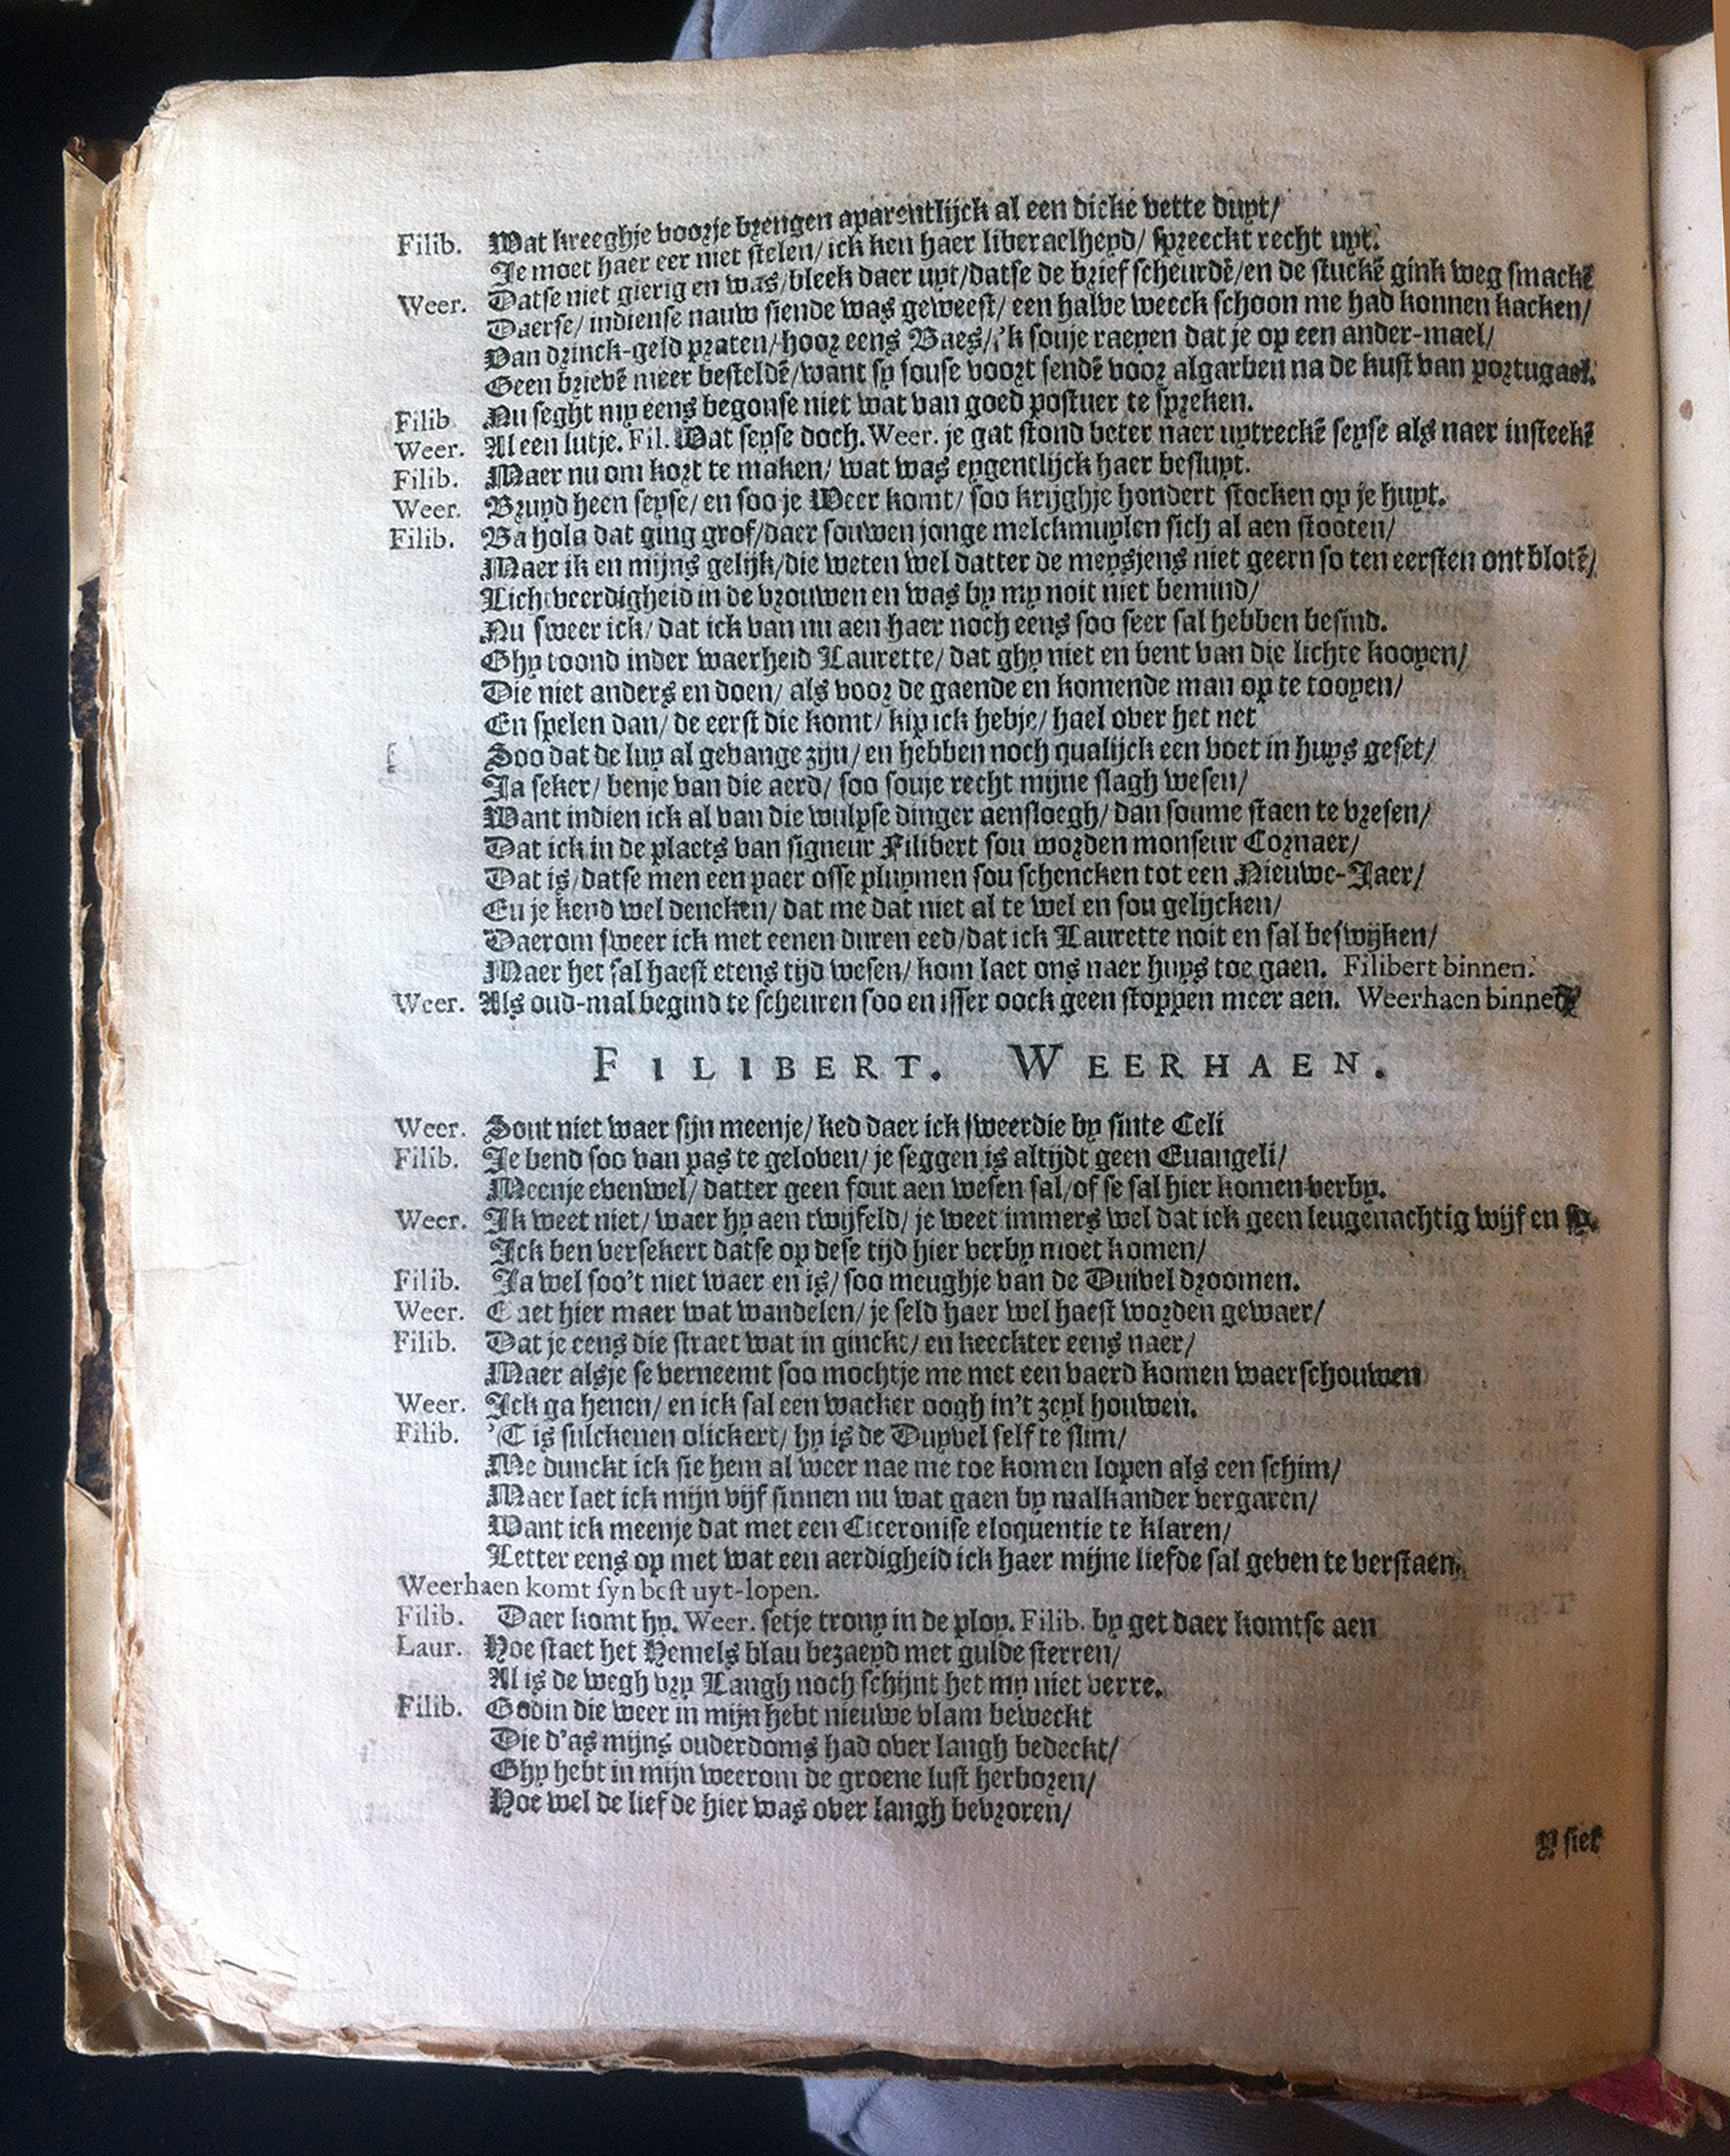 Filib. Wat kreeghje voorje brengen aparentlijck al een dicke vette duyt/
Je moet haer eer niet stelen/ ick ken haer liberaelheyd/ spreeckt recht uyt.
Weer. Datse niet gierig en was/bleek daer uyt/datse de brief scheurdē/en de stuckē gink weg smackē
Daerse/ indiense nauw siende was geweest/ een halve weeck schoon me had konnen kacken/
Van drinck-geld praten/hoor eens Baes/'k souje raeyen dat je op een ander-mael/
Geen brievē meer besteldē/want sy souse voort sendē voor algarben na de kust van portugael.
Filib Nu seght my eens begonse niet wat van goed postuer te spreken.
Weer. Al een lutje. Fil. Wat seyse doch. Weer. je gat stond beter naer uytreckē seyse als naer insteekē
Filib. Maer nu om kort te maken/ wat was eygentlijck haer besluyt.
Weer. Bruyd heen seyse/ en soo je Weer komt/ soo krijghje hondert stocken op je huyt.
Filib. Ba hola dat ging grof/daer souwen jonge melckmuylen sich al aen stooten/
Maer ik en mijns gelijk/die weten wel datter de meysjens niet geern so ten eersten ontblotē/
Lichtveerdigheid in de vrouwen en was by my noit niet bemind/
Nu sweer ick/ dat ick van nu aen haer noch eens soo seer sal hebben besind.
Ghy toond inder waerheid Laurette/ dat ghy niet en bent van die lichte kooyen/
Die niet anders en doen/ als voor de gaende en komende man op te tooyen/
En spelen dan/ de eerst die komt/ kip ick hebje/ hael over het net
Soo dat de luy al gevange zijn/ en hebben noch qualijck een voet in huys geset/
Ja seker/ benje van die aerd/ soo souje recht mijne slagh wesen/
Want indien ick al van die wulpse dinger aensloegh/ dan soume staen te vresen/
Dat ick in de plaets van signeur Filibert sou worden monseur Cornaer/
Dat is/datse men een paer osse pluymen sou schencken tot een Nieuwe-Jaer/
En je kend wel dencken/ dat me dat niet al te wel en sou gelijcken/
Daerom sweer ick met eenen duren eed/dat ick Laurette noit en sal beswijken/
Maer het sal haest etens tijd wesen/ kom laet ons naer huys toe gaen. Filibert binnen.
Weer. Als oud-mal begind te scheuren soo en isser oock geen stoppen meer aen. Weerhaen binnen
FILIBERT. WEERHAEN.
Weer. Sout niet waer sijn meenje/ ked daer ick sweerdie by sinte Celi
Filib. Je bend soo van pas te geloven/ je seggen is altijdt geen Euangeli/
Meenje evenwel/ datter geen fout aen wesen sal/of se sal hier komen verby.
Weer. Ik weet niet/ waer hy aen twijfeld/ je weet immers wel dat ick geen leugenachtig wijf en sy.
Ick ben versekert datse op dese tijd hier verby moet komen/
Filib. Ja wel soo't niet waer en is/ soo meughje van de Duivel droomen.
Weer. Laet hier maer wat wandelen/ je seld haer wel haest worden gewaer/
Filib. Dat je eens die straet wat in ginckt/ en keeckter eens naer/
Maer alsje se verneemt soo mochtje me met een vaerd komen waerschouwen
Weer. Ick ga henen/ en ick sal een wacker oogh in't zeyl houwen.
Filib. 'T is sulckenen olickert/ hy is de Duyvel self te slim/
Me dunckt ick sie hem al weer nae me toe komen lopen als een schim/
Maer laet ick mijn vijf sinnen nu wat gaen by malkander vergaren/
Want ick meenje dat met een Ciceronise eloquentie te klaren/
Letter eens op met wat een aerdigheid ick haer mijne liefde sal geven te verstaen.
Weerhaen komt syn best uyt-lopen.
Filib. Daer komt hy. Weer. setje trony in de ploy. Filib. by get daer komtse aen
Laur. Hoe staet het Hemels blau bezaeyd met gulde sterren/
Al is de wegh vry Langh noch schijnt het my niet verre.
Filib. Godin die weer in mijn hebt nieuwe vlam beweckt
Die d'as mijns ouderdoms had over langh bedeckt/
Ghy hebt in mijn weerom de groene lust herboren/
Hoe wel de liefde hier was over langh bevroren/